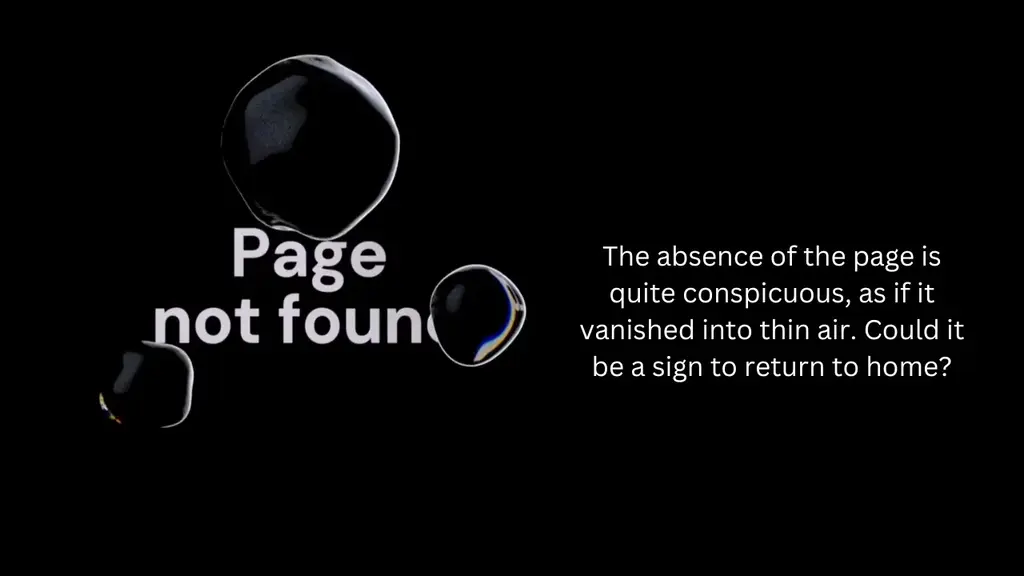 Page
not found
The absence of the page is
quite conspicuous, as if it
vanished into thin air. Could it
be a sign to return to home?